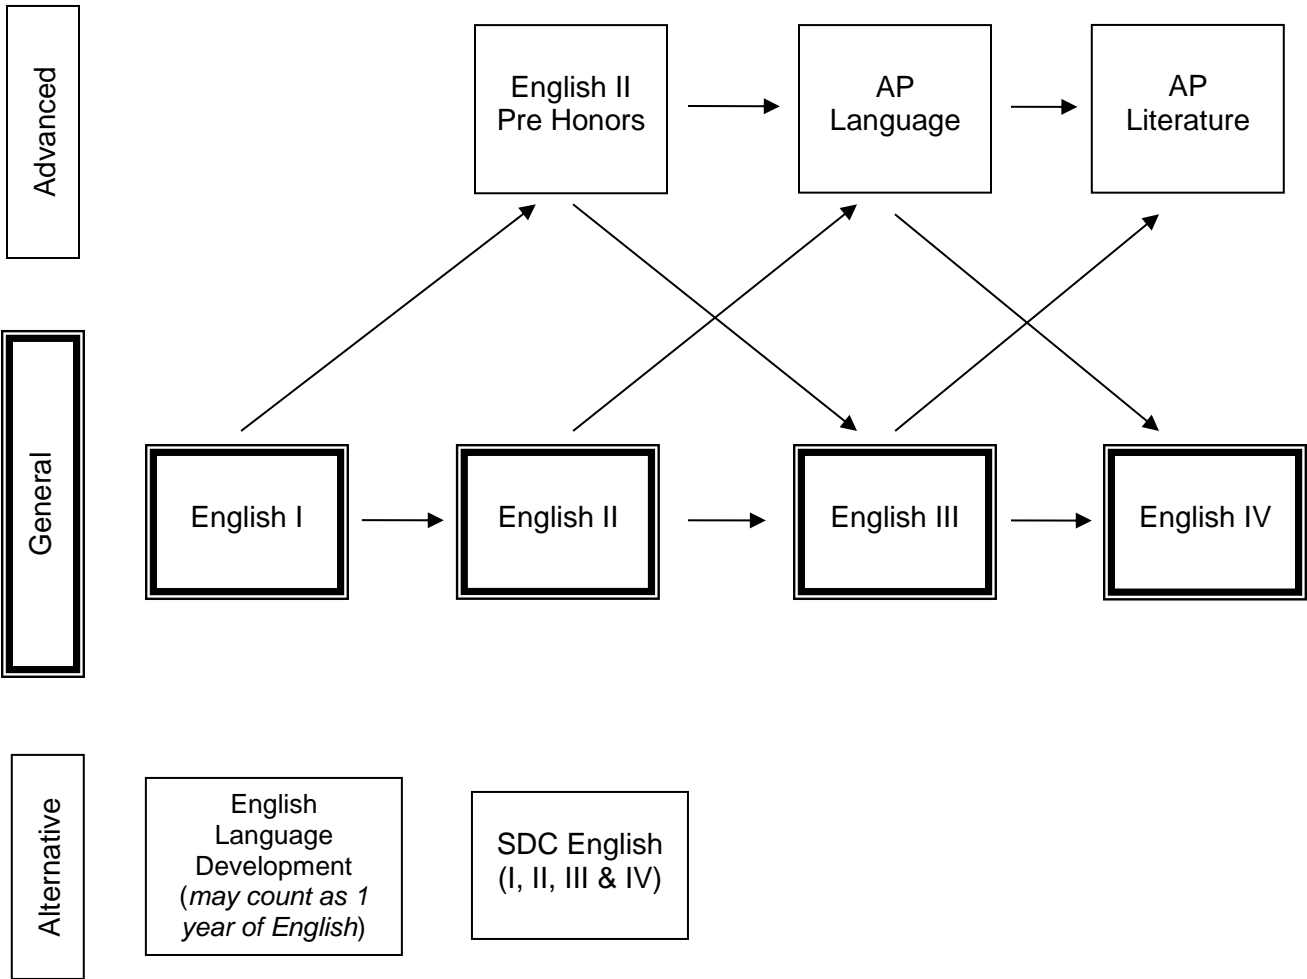 Advanced
English II
Pre Honors
AP
Language
AP
Literature
General
English I
English II
English III
English IV
Alternative
English
Language
Development
(may count as 1
year of English)
SDC English
(I, II, III & IV)